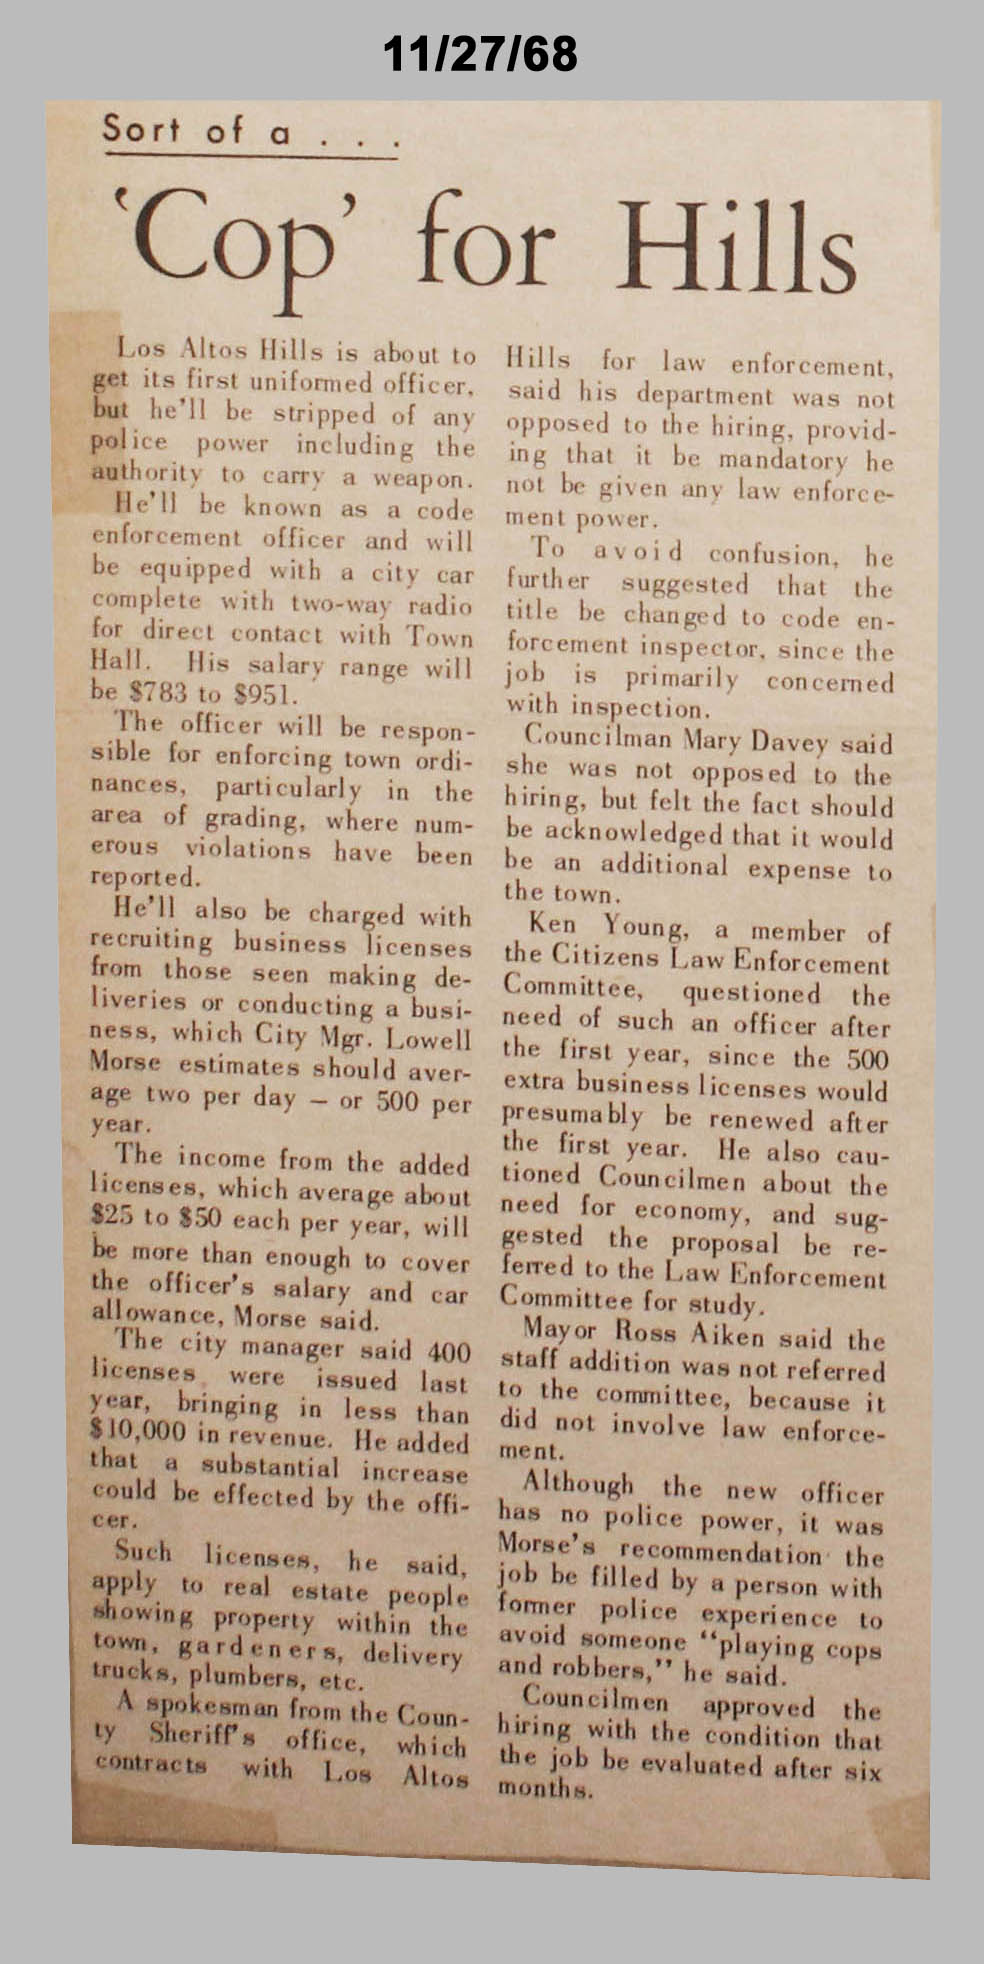 11/27/68
Sort of a . . .
‘Cop’ for Hills
Los Altos Hills is about to
get its first uniformed officer,
but he'll be stripped of any
police power including the
authority to carry a weapon.
He'll be known as a code
enforcement officer and will
be equipped with a city car
complete with two-way radio
for direct contact with Town
Hall. His salary range will
be $783 to $951.
The officer will be respon-
sible for enforcing town ordi-
nances, particularly in the
area of grading, where num-
erous violations have been
reported.
He'll also be charged with
recruiting business licenses
from those seen making de-
liveries or conducting a busi-
ness, which City Mgr. Lowell
Morse estimates should aver-
age two per day — or 500 per
year.
The income from the added
licenses, which average about
$25 to $50 each per year, will
be more than enough to cover
the officer's salary and car
allowance, Morse said.
The city manager said 400
licenses were issued last
year, bringing in less than
$10,000 in revenue. He added
that a substantial increase
could be effected by the offi-
cer.
Such licenses, he said,
apply to real estate people
showing property within the
town, gardeners, delivery
trucks, plumbers, etc.
A spokesman from the Coun-
ty Sheriff's office, which
contracts with Los Altos
Hills for law enforcement,
said his department was not
opposed to the hiring, provid-
ing that it be mandatory he
not be given any law enforce-
ment power.
To avoid confusion, he
further suggested that the
title be changed to code en-
forcement inspector, since the
job is primarily concerned
with inspection.
Councilman Mary Davey said
she was not opposed to the
hiring, but felt the fact should
be acknowledged that it would
be an additional expense to
the town.
Ken Young, a member of
the Citizens Law Enforcement
Committee, questioned the
need of such an officer after
the first year, since the 500
extra business licenses would
presumably be renewed after
the first year. He also cau-
tioned Councilmen about the
need for economy, and sug-
gested the proposal be re-
ferred to the Law Enforcement
Committee for study.
Mayor Ross Aiken said the
staff addition was not referred
to the committee, because it
did not involve law enforce-
ment.
Although the new officer
has no police power, it was
Morse's recommendation the
job be filled by a person with
former police experience to
avoid someone “playing cops
and robbers,” he said.
Councilmen approved the
hiring with the condition that
the job be evaluated after six
months.